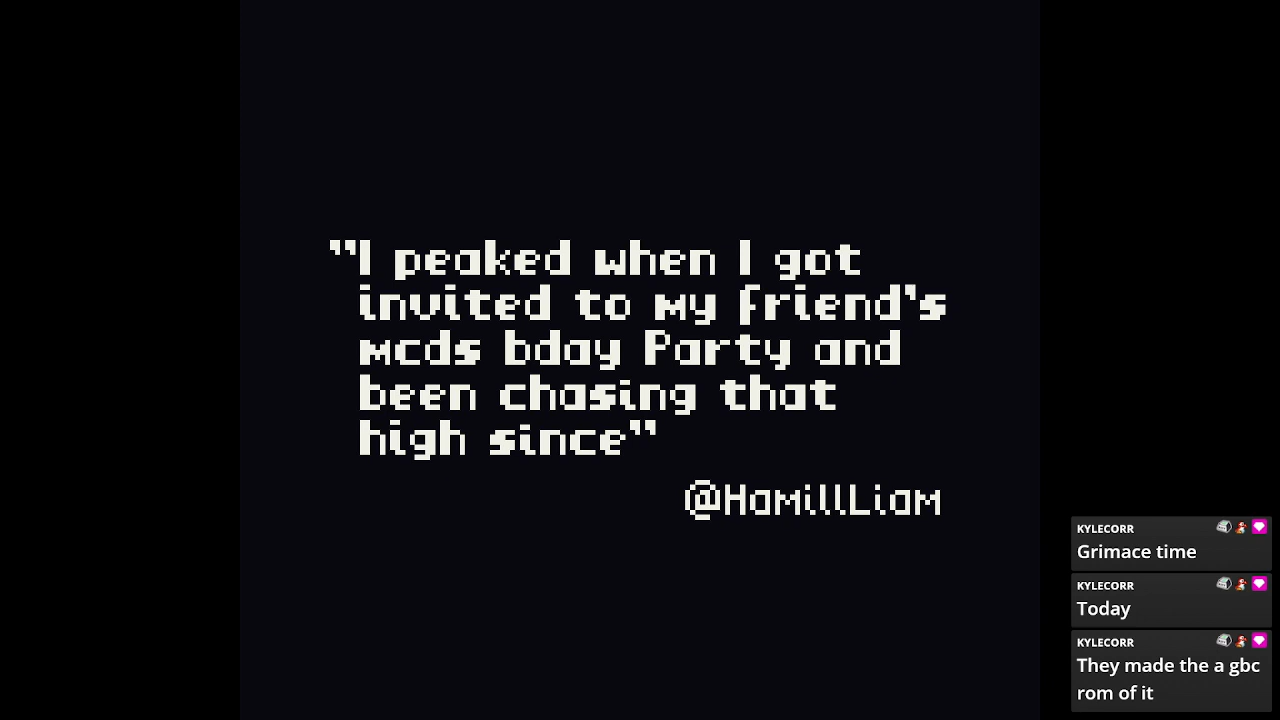 "I peaked when I got
invited to my friend's
mcds bday Party and
been chasing that
high since"
@HamillLiam
KYLECORR
Grimace time
KYLECORR
Today
KYLECORR
They made the a gbc
rom of it